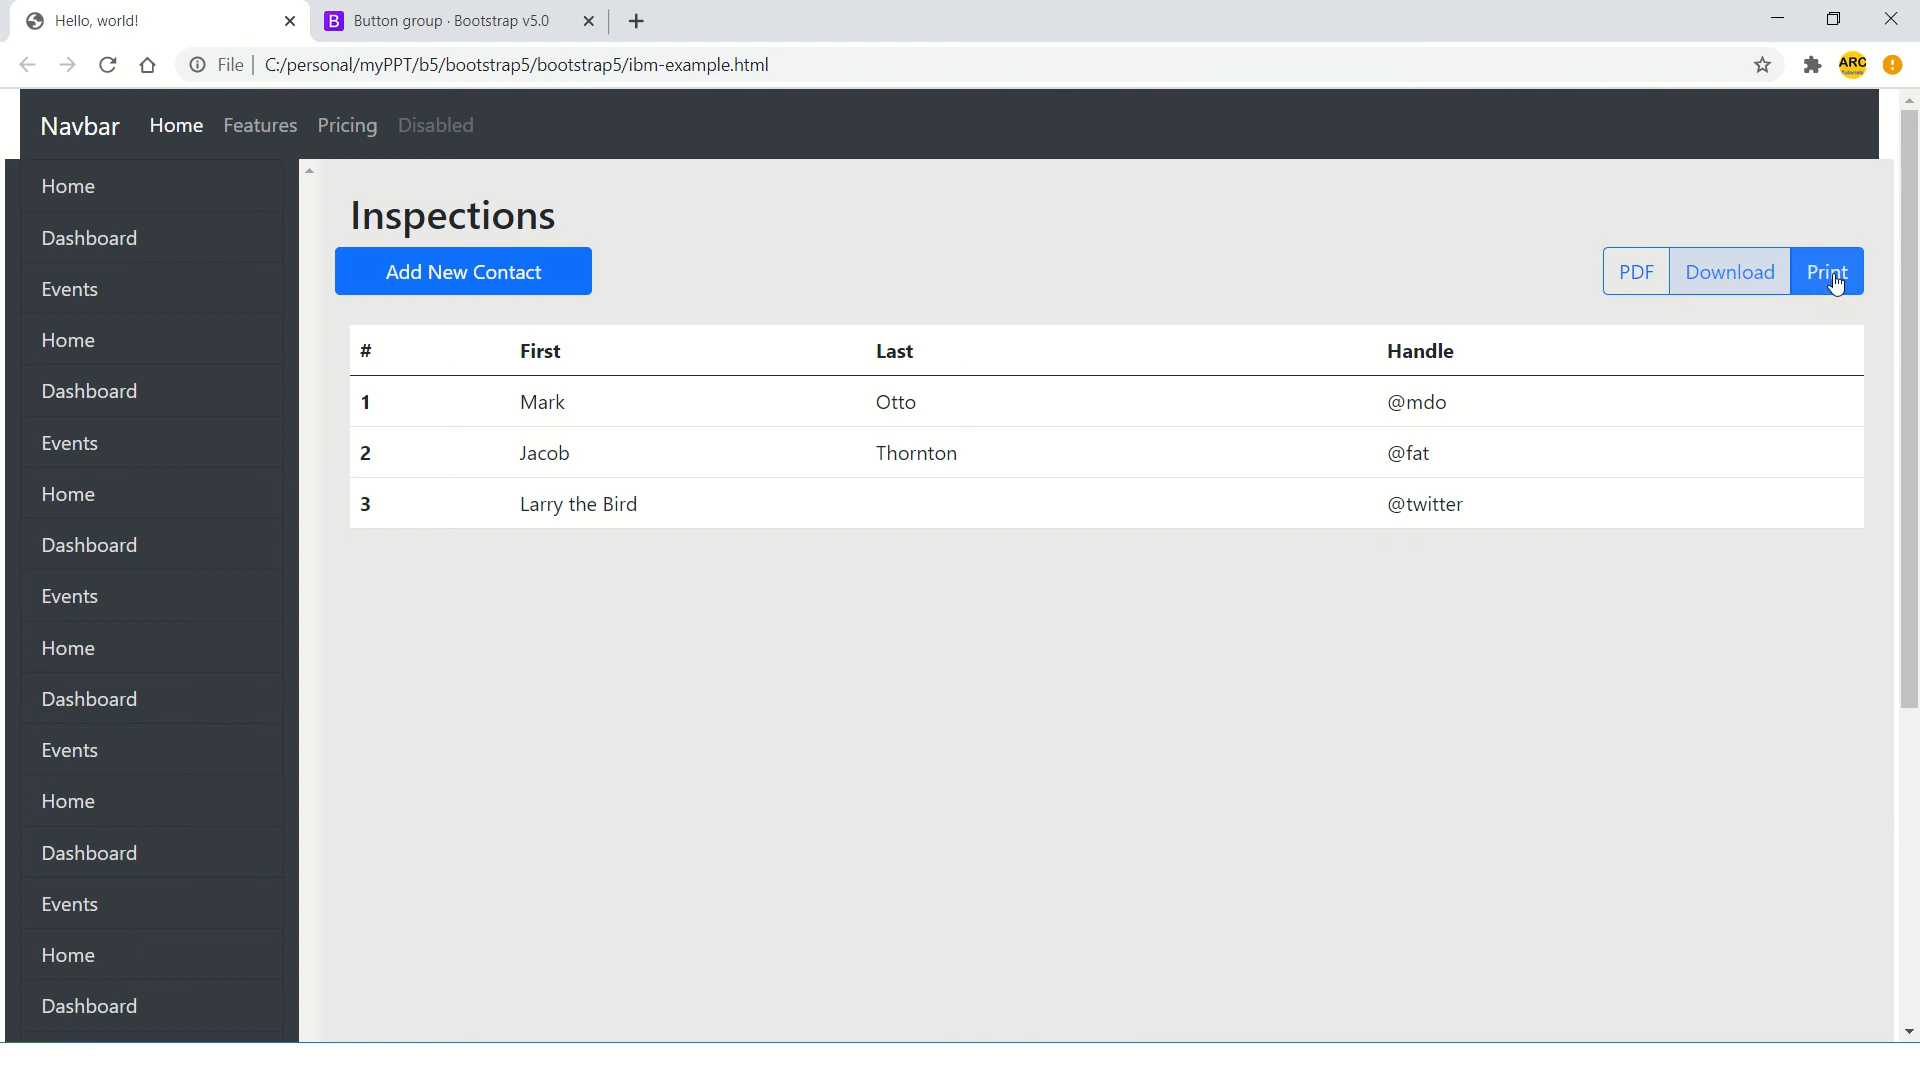 Hello, world!
B Button group · Bootstrap v5.0
File C:/personal/myPPT/b5/bootstrap5/bootstrap5/ibm-example.html
ARC
Navbar Home Features Pricing Disabled
Home
Dashboard
Events
Home
Dashboard
Events
Home
Dashboard
Events
Home
Dashboard
Events
Home
Dashboard
Events
Home
Dashboard
Inspections
Add New Contact
PDF Download Print
# First Last Handle
1 Mark Otto @mdo
2 Jacob Thornton @fat
3 Larry the Bird @twitter